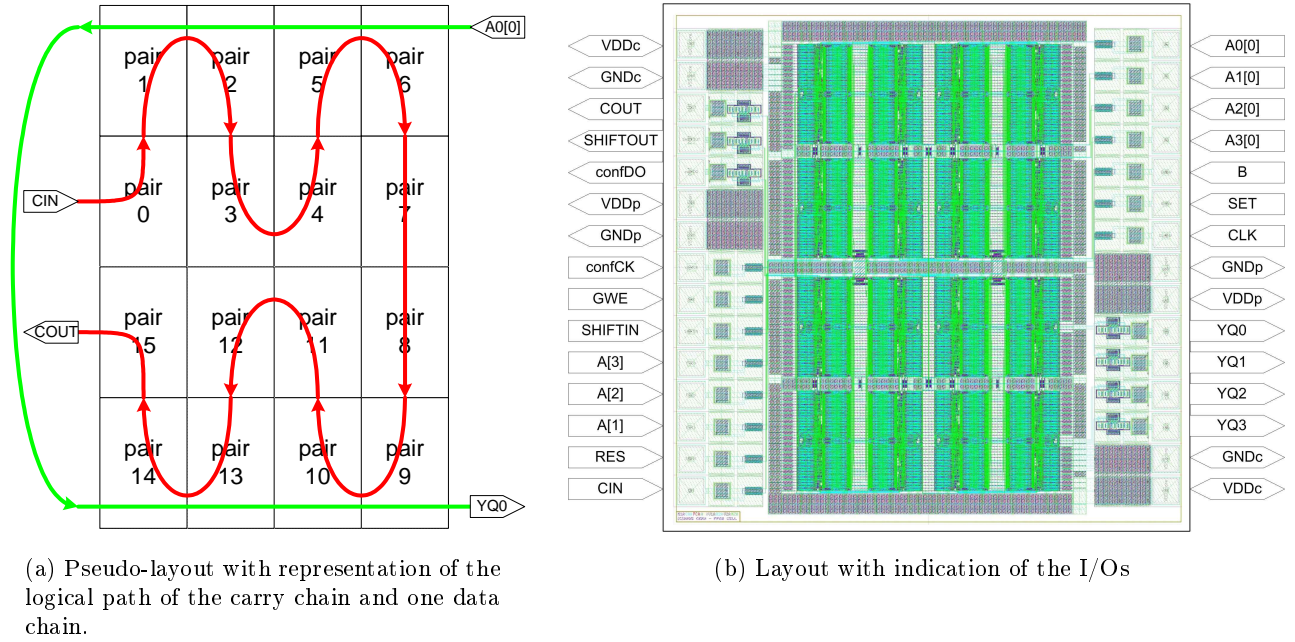 A0[0]
pair 1
pair 2
pair 5
pair 6
CIN
pair 0
pair 3
pair 4
pair 7
COUT
pair 15
pair 12
pair 11
pair 8
pair 14
pair 13
pair 10
pair 9
YQ0
(a) Pseudo-layout with representation of the
logical path of the carry chain and one data
chain.
VDDc
GNDc
COUT
SHIFTOUT
confDO
VDDp
GNDp
confCK
GWE
SHIFTIN
A[3]
A[2]
A[1]
RES
CIN
A0[0]
A1[0]
A2[0]
A3[0]
B
SET
CLK
GNDp
VDDp
YQ0
YQ1
YQ2
YQ3
GNDc
VDDc
(b) Layout with indication of the I/Os